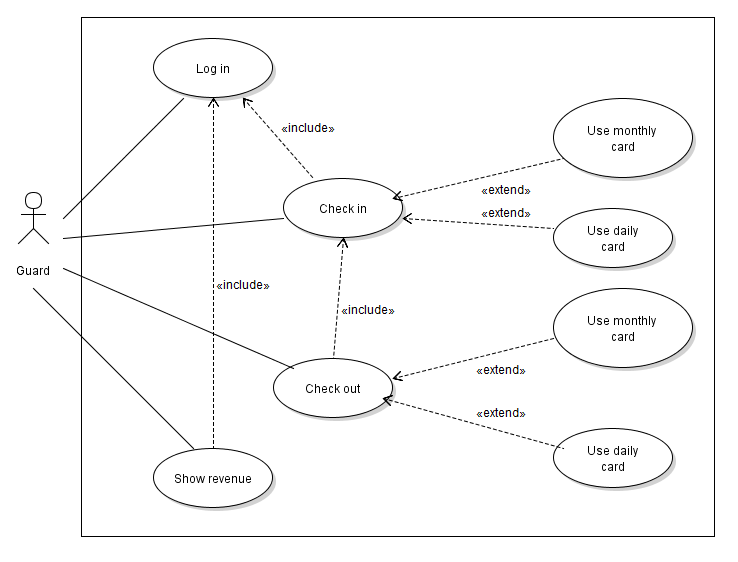 Log in
«include»
Use monthly
card
«extend»
Check in
«extend»
Use daily
card
Guard
«include»
«include»
Use monthly
card
«extend»
Check out
«extend»
Use daily
card
Show revenue